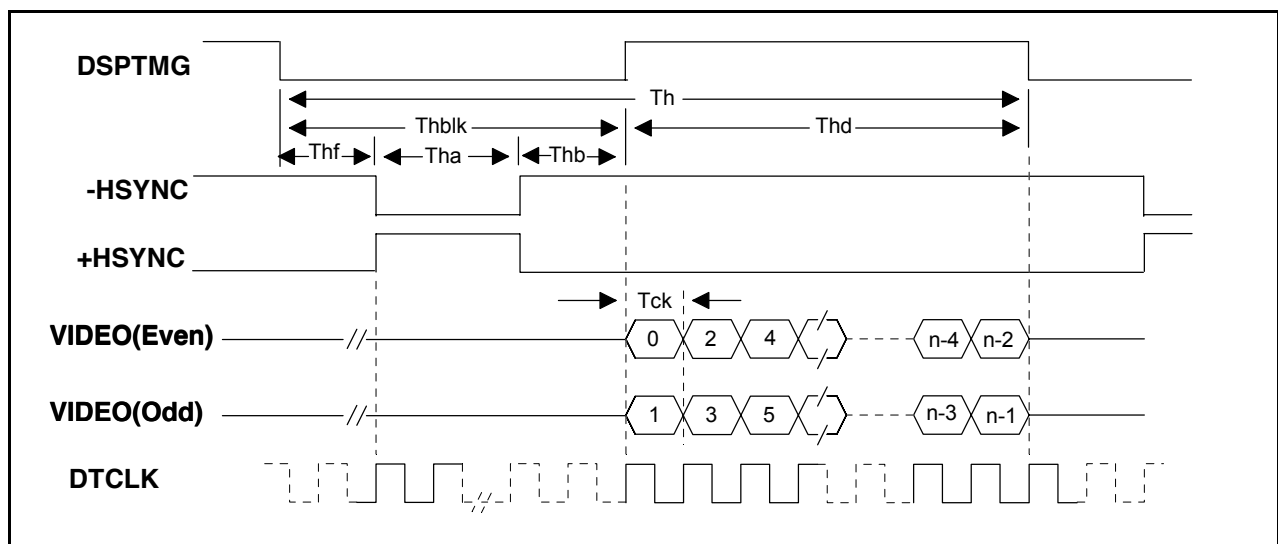 DSPTMG
Th
Thblk Thd
Thf Tha Thb
-HSYNC
+HSYNC
Tck
VIDEO(Even) 0 2 4 n-4 n-2
VIDEO(Odd) 1 3 5 n-3 n-1
DTCLK